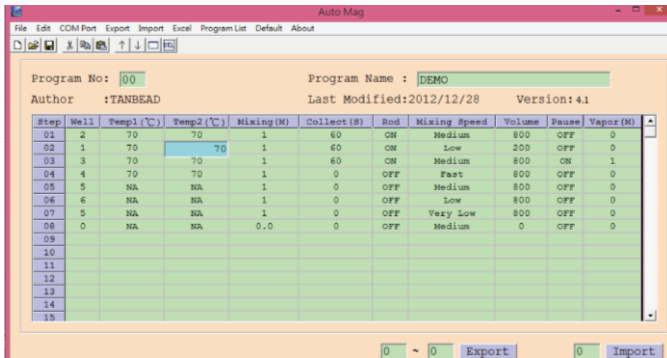 Auto Mag
File Edit COM Port Export Import Excel Program List Default About
Program No: 00 Program Name : DEMO
Author :TANBEAD Last Modified:2012/12/28 Version:4.1
Step Well Temp1(℃) Temp2(℃) Mixing(M) Collect(S) Rod Mixing Speed Volume Pause Vapor(M)
01 2 70 70 1 60 ON Medium 800 OFF 0
02 1 70 70 1 60 ON Low 200 OFF 0
03 3 70 70 1 60 ON Medium 800 ON 1
04 4 70 70 1 0 OFF Fast 800 OFF 0
05 5 NA NA 1 0 OFF Medium 800 OFF 0
06 6 NA NA 1 0 OFF Low 800 OFF 0
07 5 NA NA 1 0 OFF Very Low 800 OFF 0
08 0 NA NA 0.0 0 OFF Medium 0 OFF 0
09
10
11
12
13
14
15
0 ~ 0 Export 0 Import